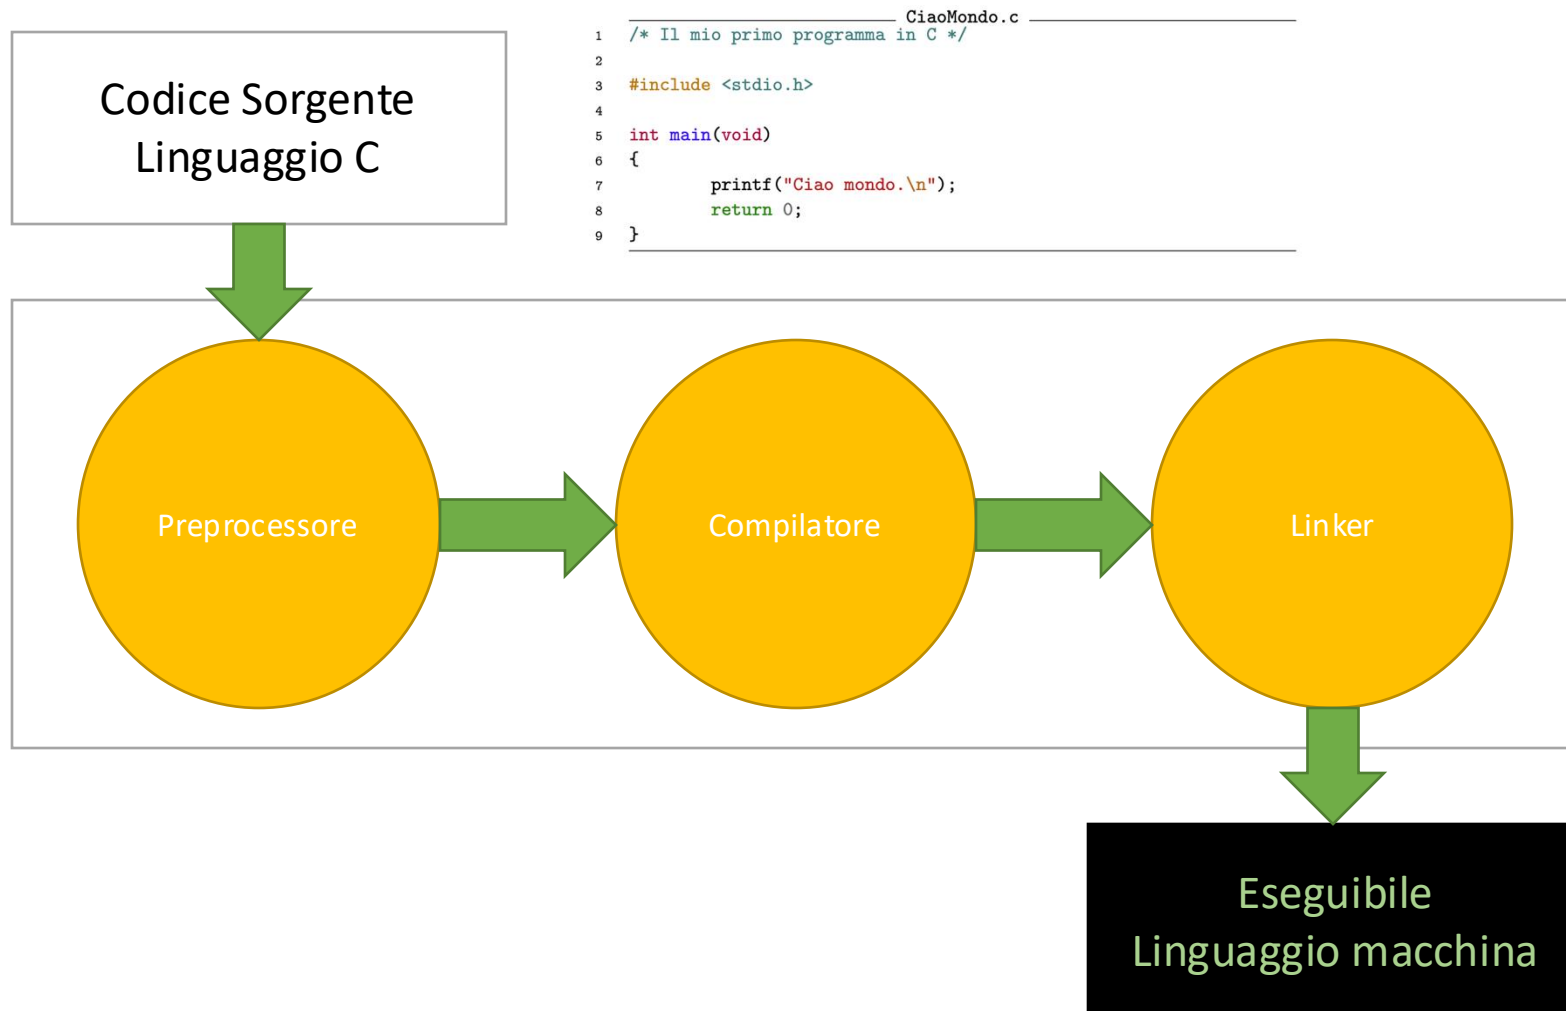 Codice Sorgente
Linguaggio C
CiaoMondo.c
1 /* Il mio primo programma in C */
2
3 #include <stdio.h>
4
5 int main(void)
6 {
7         printf("Ciao mondo.\n");
8         return 0;
9 }
Preprocessore
Compilatore
Linker
Eseguibile
Linguaggio macchina